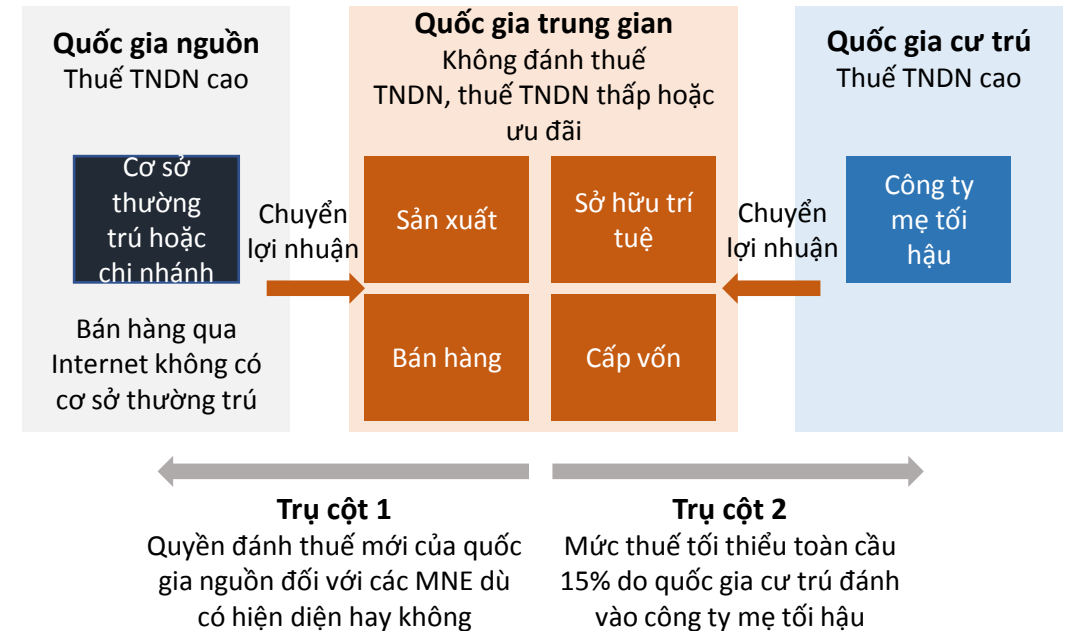 Quốc gia nguồn
Thuế TNDN cao
Cơ sở
thường
trú hoặc
chi nhánh
Bán hàng qua
Internet không có
cơ sở thường trú
Chuyển
lợi nhuận
Quốc gia trung gian
Không đánh thuế
TNDN, thuế TNDN thấp hoặc
ưu đãi
Sản xuất
Sở hữu trí
tuệ
Bán hàng
Cấp vốn
Chuyển
lợi nhuận
Quốc gia cư trú
Thuế TNDN cao
Công ty
mẹ tối
hậu
Trụ cột 1
Quyền đánh thuế mới của quốc
gia nguồn đối với các MNE dù
có hiện diện hay không
Trụ cột 2
Mức thuế tối thiểu toàn cầu
15% do quốc gia cư trú đánh
vào công ty mẹ tối hậu